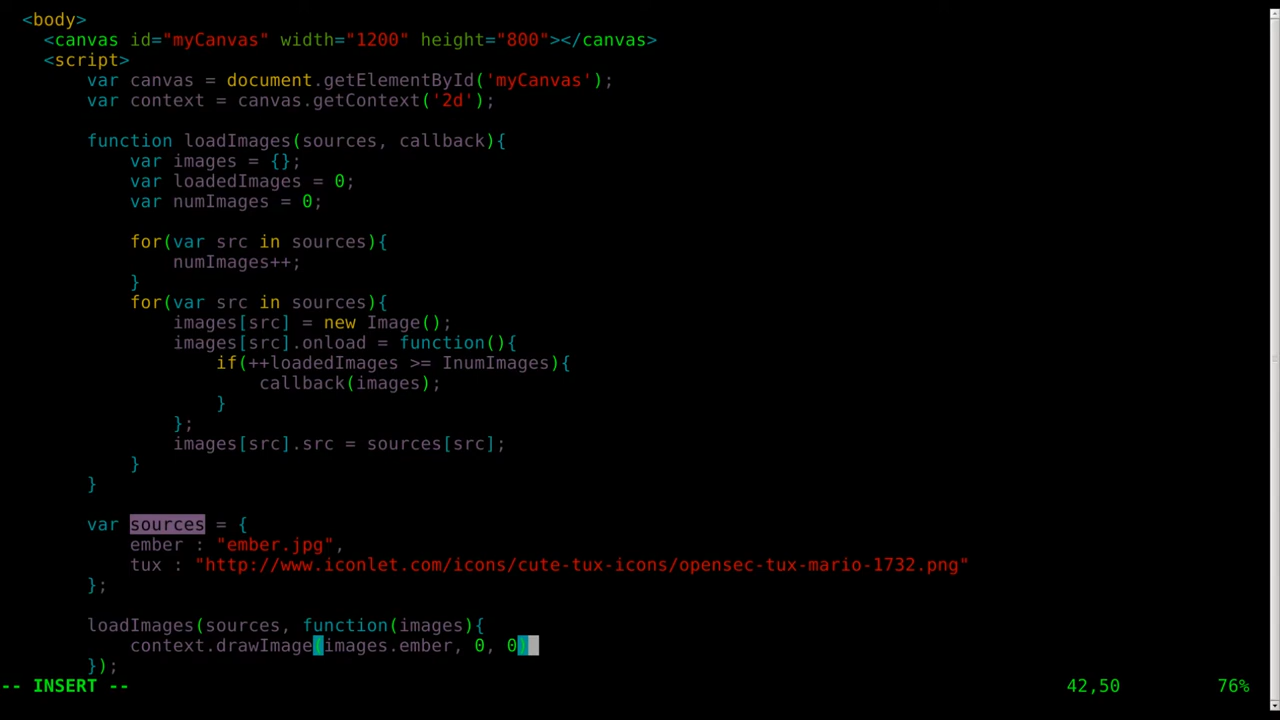 <body>
<canvas id="myCanvas" width="1200" height="800"></canvas>
<script>
var canvas = document.getElementById('myCanvas');
var context = canvas.getContext('2d');
function loadImages(sources, callback){
var images = {};
var loadedImages = 0;
var numImages = 0;
for(var src in sources){
numImages++;
}
for(var src in sources){
images[src] = new Image();
images[src].onload = function(){
if(++loadedImages >= InumImages){
callback(images);
}
};
images[src].src = sources[src];
}
}
var sources = {
ember : "ember.jpg",
tux : "http://www.iconlet.com/icons/cute-tux-icons/opensec-tux-mario-1732.png"
};
loadImages(sources, function(images){
context.drawImage(images.ember, 0, 0)
});
-- INSERT -- 42,50 76%